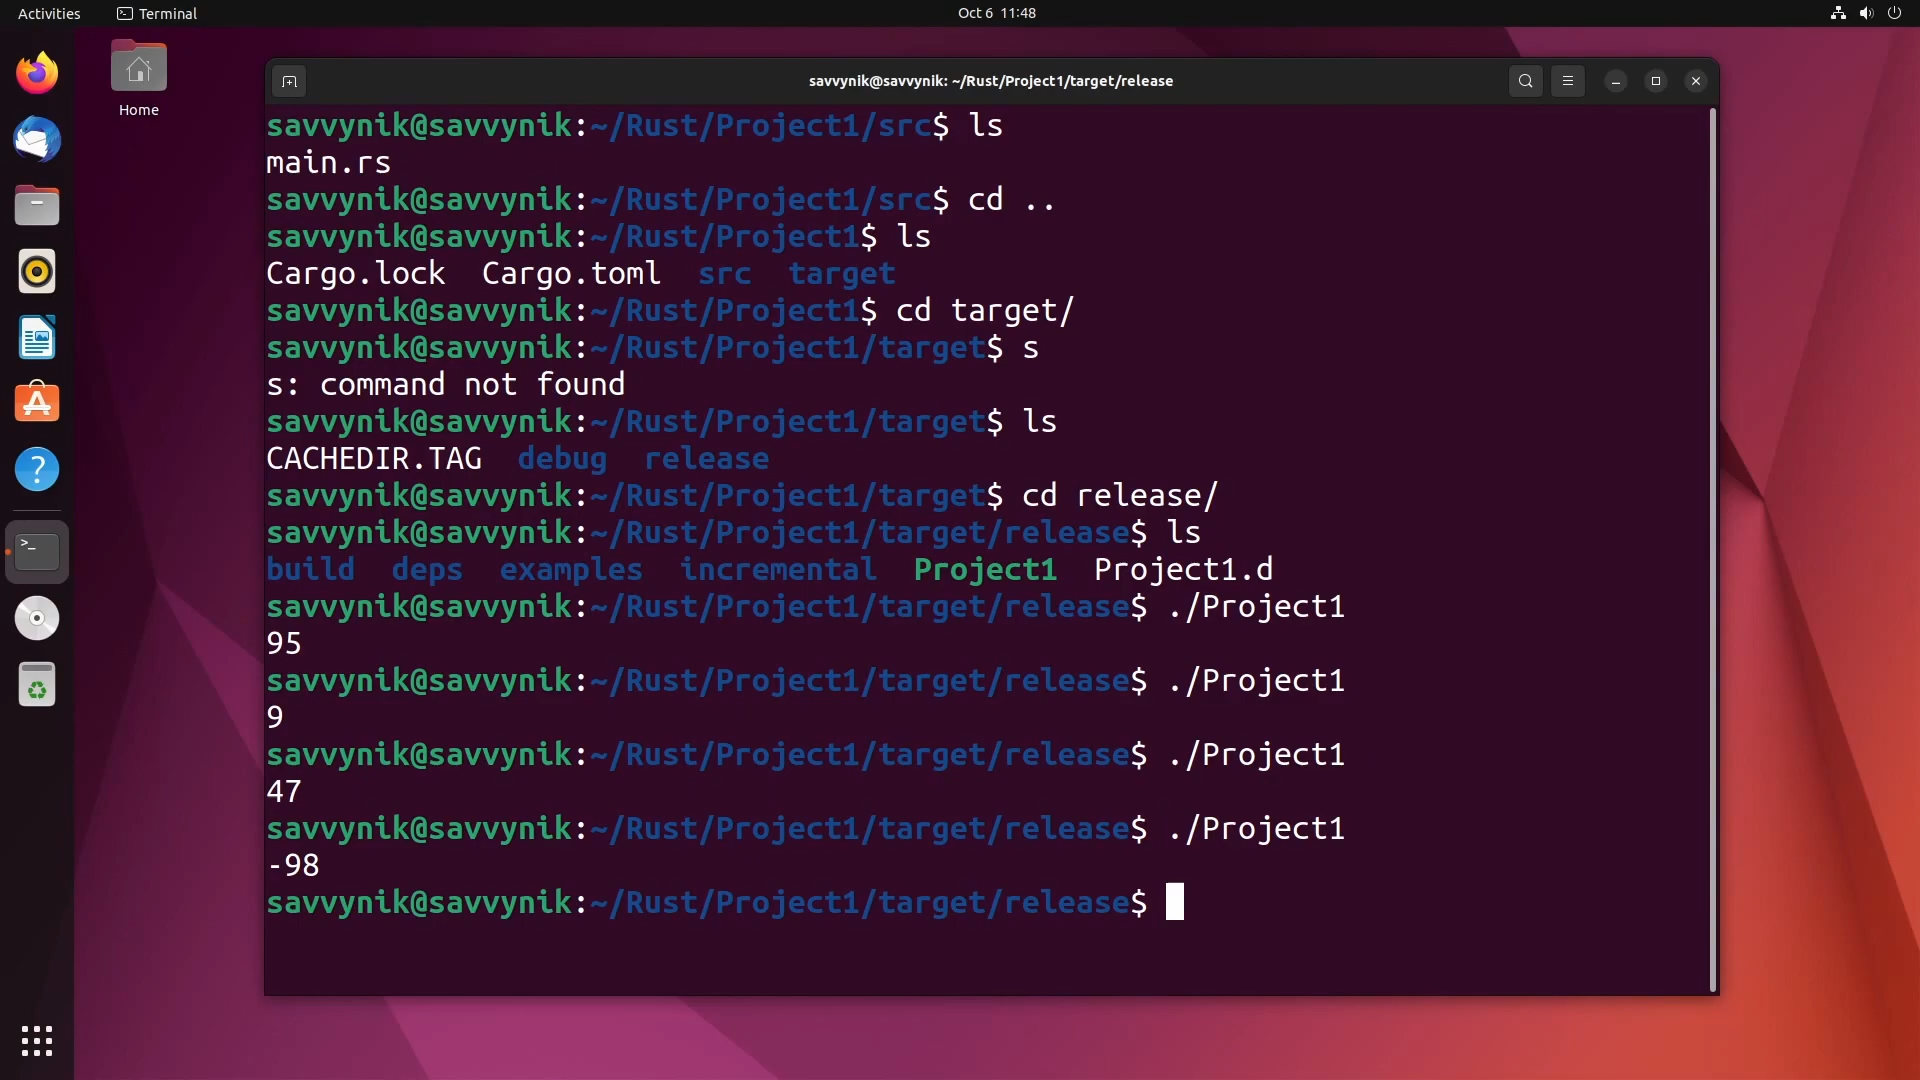 Activities Terminal Oct 6 11:48
Home
savvynik@savvynik: ~/Rust/Project1/target/release
savvynik@savvynik:~/Rust/Project1/src$ ls
main.rs
savvynik@savvynik:~/Rust/Project1/src$ cd ..
savvynik@savvynik:~/Rust/Project1$ ls
Cargo.lock  Cargo.toml  src  target
savvynik@savvynik:~/Rust/Project1$ cd target/
savvynik@savvynik:~/Rust/Project1/target$ s
s: command not found
savvynik@savvynik:~/Rust/Project1/target$ ls
CACHEDIR.TAG  debug  release
savvynik@savvynik:~/Rust/Project1/target$ cd release/
savvynik@savvynik:~/Rust/Project1/target/release$ ls
build  deps  examples  incremental  Project1  Project1.d
savvynik@savvynik:~/Rust/Project1/target/release$ ./Project1
95
savvynik@savvynik:~/Rust/Project1/target/release$ ./Project1
9
savvynik@savvynik:~/Rust/Project1/target/release$ ./Project1
47
savvynik@savvynik:~/Rust/Project1/target/release$ ./Project1
-98
savvynik@savvynik:~/Rust/Project1/target/release$